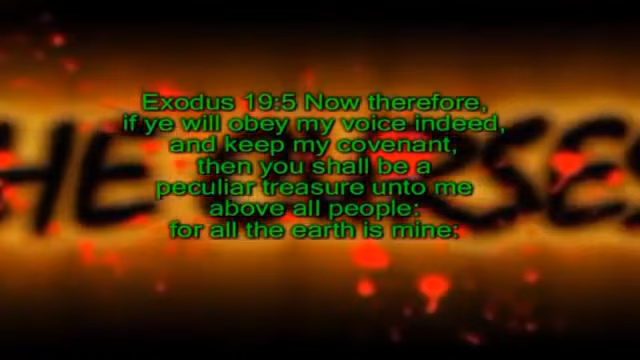 Exodus 19:5 Now therefore,
if ye will obey my voice indeed,
and keep my covenant,
then you shall be a
peculiar treasure unto me
above all people:
for all the earth is mine:
HE